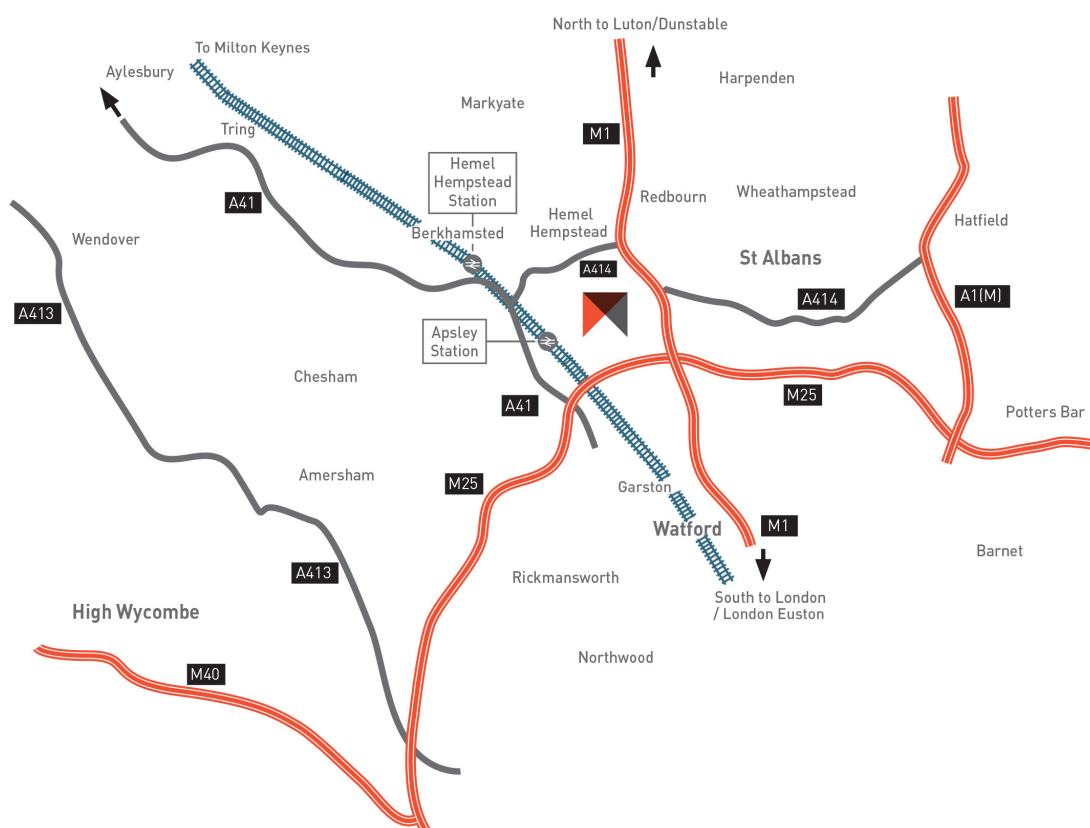 North to Luton/Dunstable
To Milton Keynes
Aylesbury
Harpenden
Markyate
Tring
M1
Hemel
Hempstead
Station
A41
Redbourn
Wheathampstead
Hemel
Hempstead
Hatfield
Wendover
Berkhamsted
St Albans
A414
A414
A1(M)
A413
Apsley
Station
Chesham
A41
M25
Potters Bar
Amersham
M25
Garston
Watford
M1
Barnet
A413
Rickmansworth
South to London
/ London Euston
High Wycombe
Northwood
M40